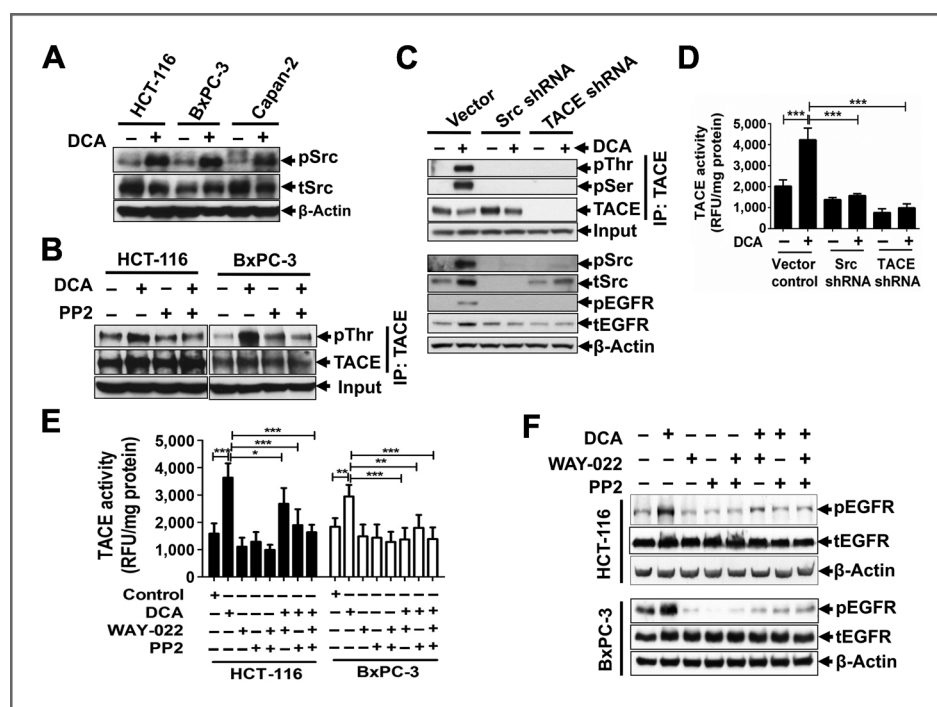 A
HCT-116 BxPC-3 Capan-2
DCA – + – + – +
pSrc
tSrc
β-Actin
B
HCT-116 BxPC-3
DCA – + – + – + – +
PP2 – – + + – – + +
pThr
TACE
Input
IP: TACE
C
Vector Src shRNA TACE shRNA
– + – + – + DCA
pThr
pSer
TACE
Input
IP: TACE
pSrc
tSrc
pEGFR
tEGFR
β-Actin
D
TACE activity
(RFU/mg protein)
5,000
4,000
3,000
2,000
1,000
0
*** *** ***
DCA – + – + – +
Vector control
Src shRNA
TACE shRNA
E
TACE activity
(RFU/mg protein)
5,000
4,000
3,000
2,000
1,000
0
*** *** *** *
** *** ** ***
Control
DCA
WAY-022
PP2
HCT-116 BxPC-3
F
DCA – + – – – + + +
WAY-022 – – + – + + – +
PP2 – – – + + – + +
HCT-116
pEGFR
tEGFR
β-Actin
BxPC-3
pEGFR
tEGFR
β-Actin